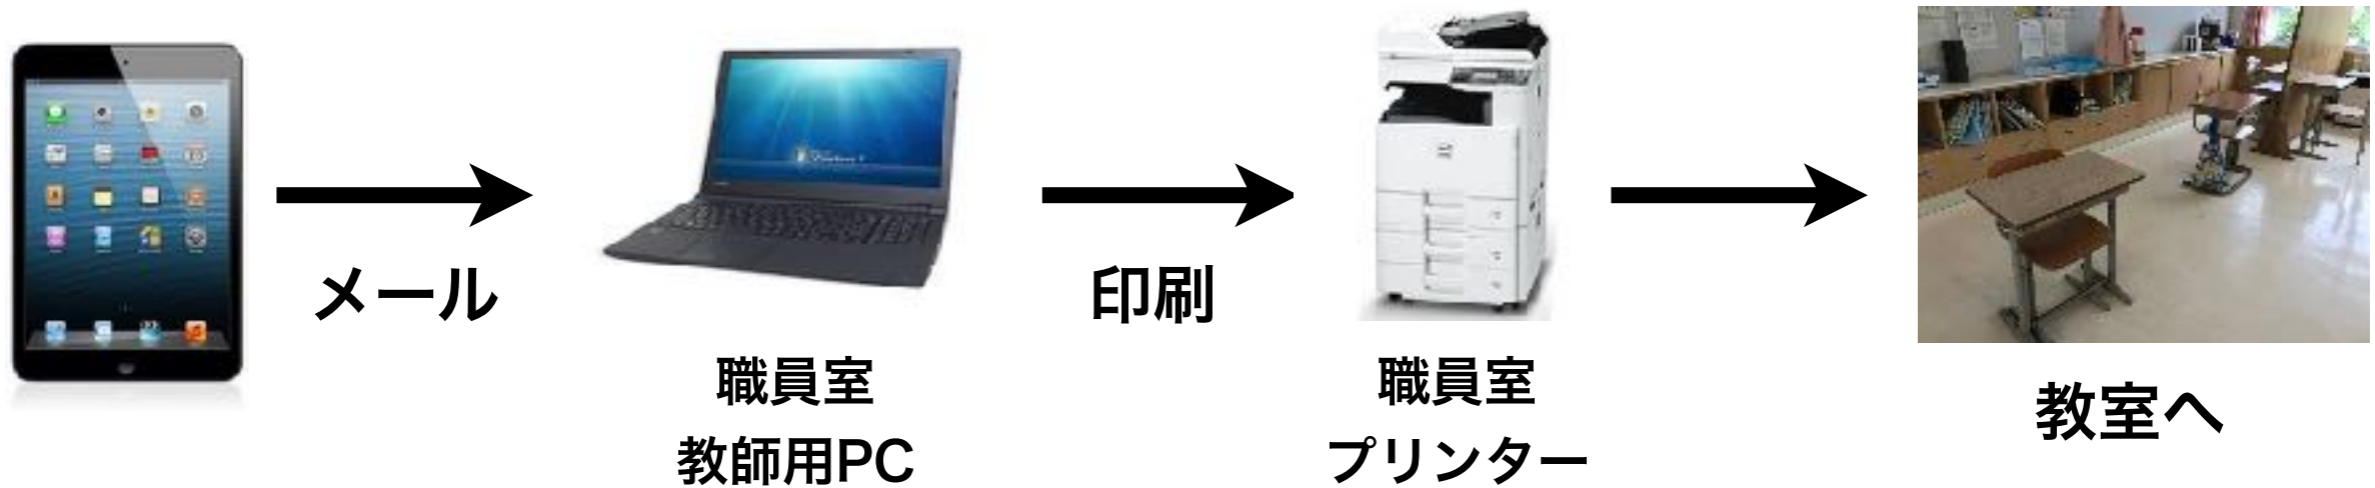 メール
印刷
職員室
教師用PC
職員室
プリンター
教室へ